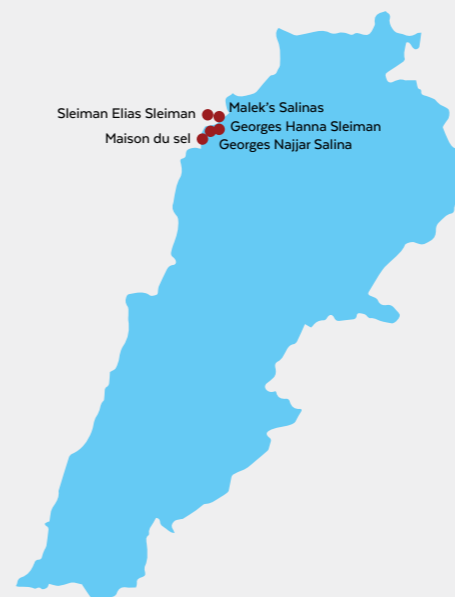 Malek's Salinas
Sleiman Elias Sleiman
Georges Hanna Sleiman
Maison du sel
Georges Najjar Salina